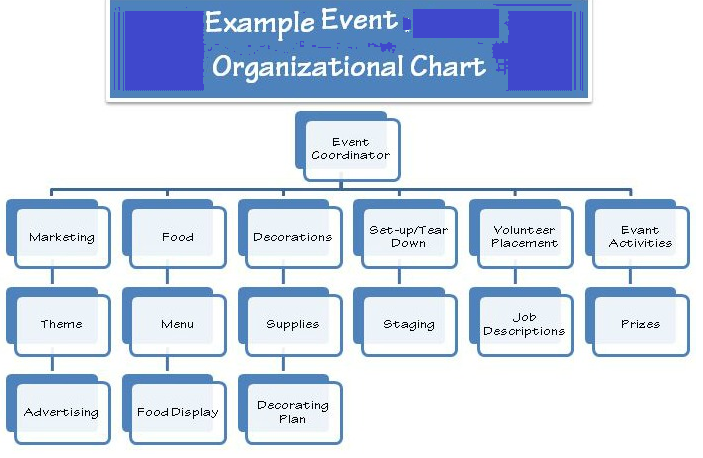 Example Event
Organizational Chart
Event
Coordinator
Marketing
Food
Decorations
Set-up/Tear
Down
Volunteer
Placement
Evant
Activities
Theme
Menu
Supplies
Staging
Job
Descriptions
Prizes
Advertising
Food Display
Decorating
Plan